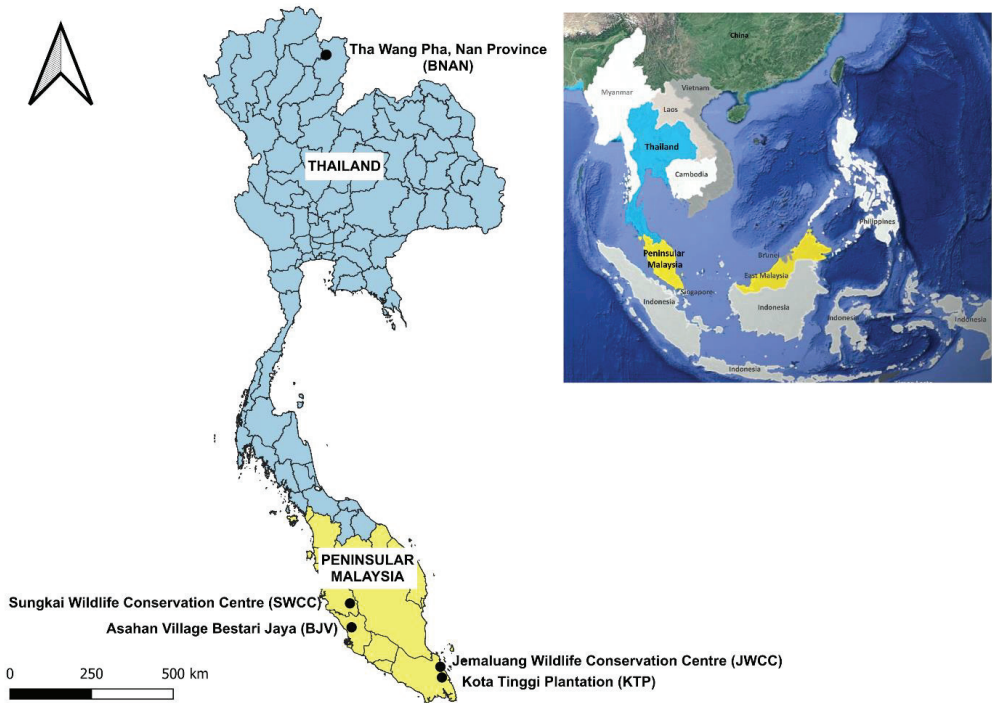 Tha Wang Pha, Nan Province
(BNAN)
THAILAND
PENINSULAR
MALAYSIA
Sungkai Wildlife Conservation Centre (SWCC)
Asahan Village Bestari Jaya (BJV)
Jemaluang Wildlife Conservation Centre (JWCC)
Kota Tinggi Plantation (KTP)
0 250 500 km
China
Myanmar
Vietnam
Laos
Thailand
Cambodia
Philippines
Peninsular
Malaysia
Brunei
East Malaysia
Singapore
Indonesia
Indonesia
Indonesia
Indonesia
Indonesia